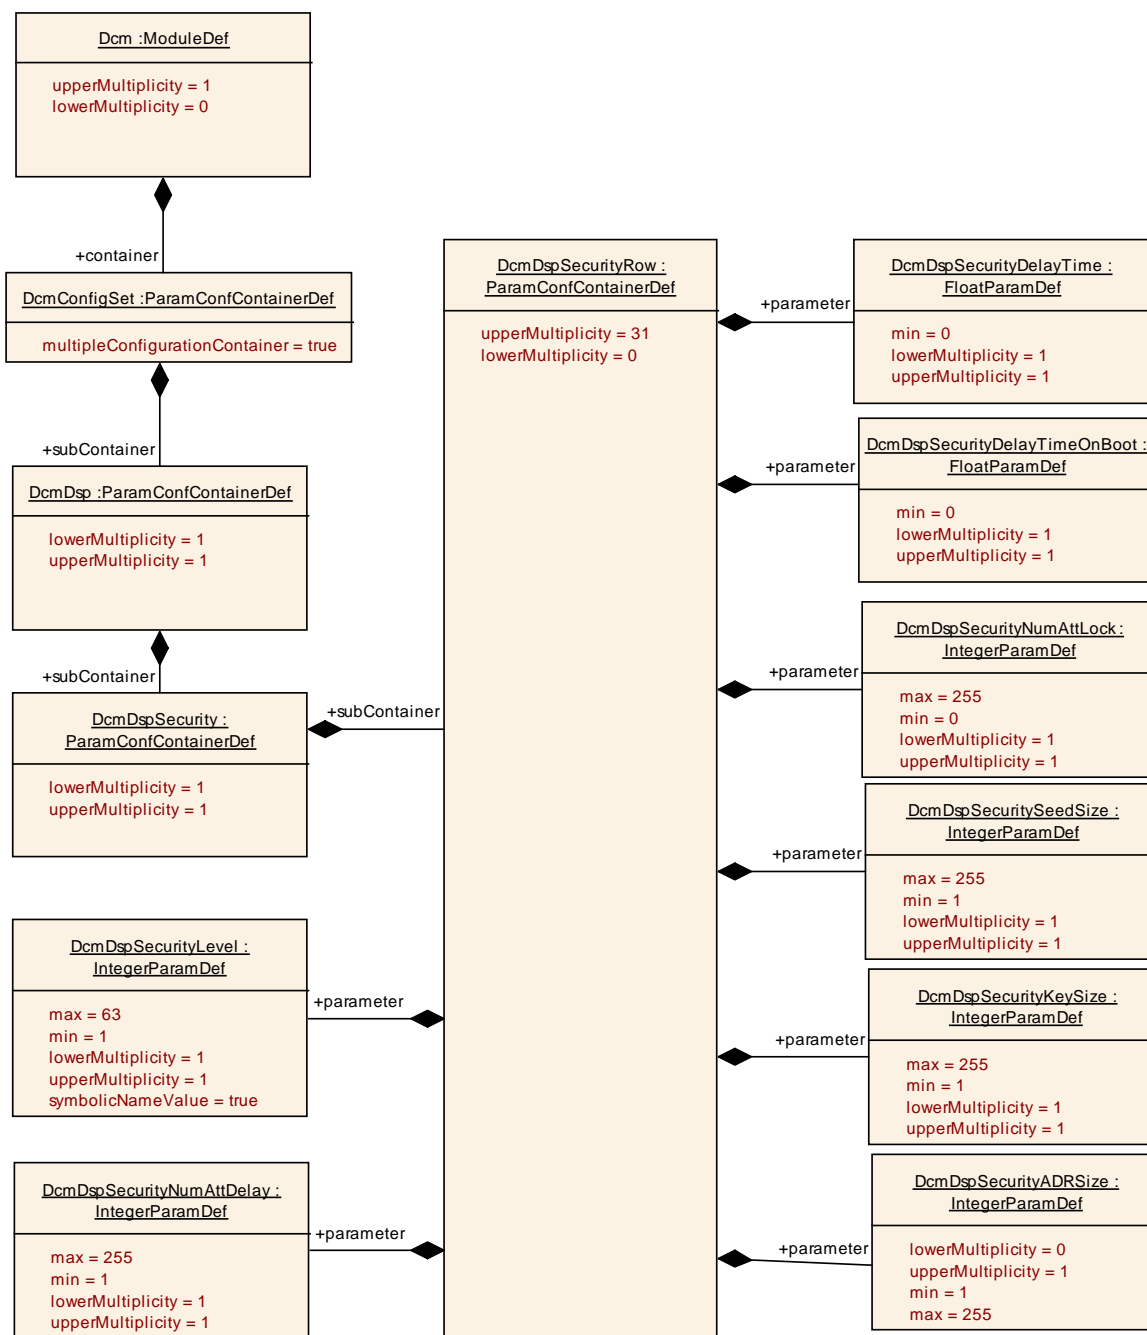 Dcm :ModuleDef
upperMultiplicity = 1
lowerMultiplicity = 0
+container
DcmConfigSet :ParamConfContainerDef
multipleConfigurationContainer = true
+subContainer
DcmDsp :ParamConfContainerDef
lowerMultiplicity = 1
upperMultiplicity = 1
+subContainer
DcmDspSecurity :
ParamConfContainerDef
lowerMultiplicity = 1
upperMultiplicity = 1
+subContainer
DcmDspSecurityLevel :
IntegerParamDef
max = 63
min = 1
lowerMultiplicity = 1
upperMultiplicity = 1
symbolicNameValue = true
+parameter
DcmDspSecurityNumAttDelay :
IntegerParamDef
max = 255
min = 1
lowerMultiplicity = 1
upperMultiplicity = 1
+parameter
DcmDspSecurityRow :
ParamConfContainerDef
upperMultiplicity = 31
lowerMultiplicity = 0
+parameter
DcmDspSecurityDelayTime :
FloatParamDef
min = 0
lowerMultiplicity = 1
upperMultiplicity = 1
+parameter
DcmDspSecurityDelayTimeOnBoot :
FloatParamDef
min = 0
lowerMultiplicity = 1
upperMultiplicity = 1
+parameter
DcmDspSecurityNumAttLock :
IntegerParamDef
max = 255
min = 0
lowerMultiplicity = 1
upperMultiplicity = 1
+parameter
DcmDspSecuritySeedSize :
IntegerParamDef
max = 255
min = 1
lowerMultiplicity = 1
upperMultiplicity = 1
+parameter
DcmDspSecurityKeySize :
IntegerParamDef
max = 255
min = 1
lowerMultiplicity = 1
upperMultiplicity = 1
+parameter
DcmDspSecurityADRSize :
IntegerParamDef
lowerMultiplicity = 0
upperMultiplicity = 1
min = 1
max = 255